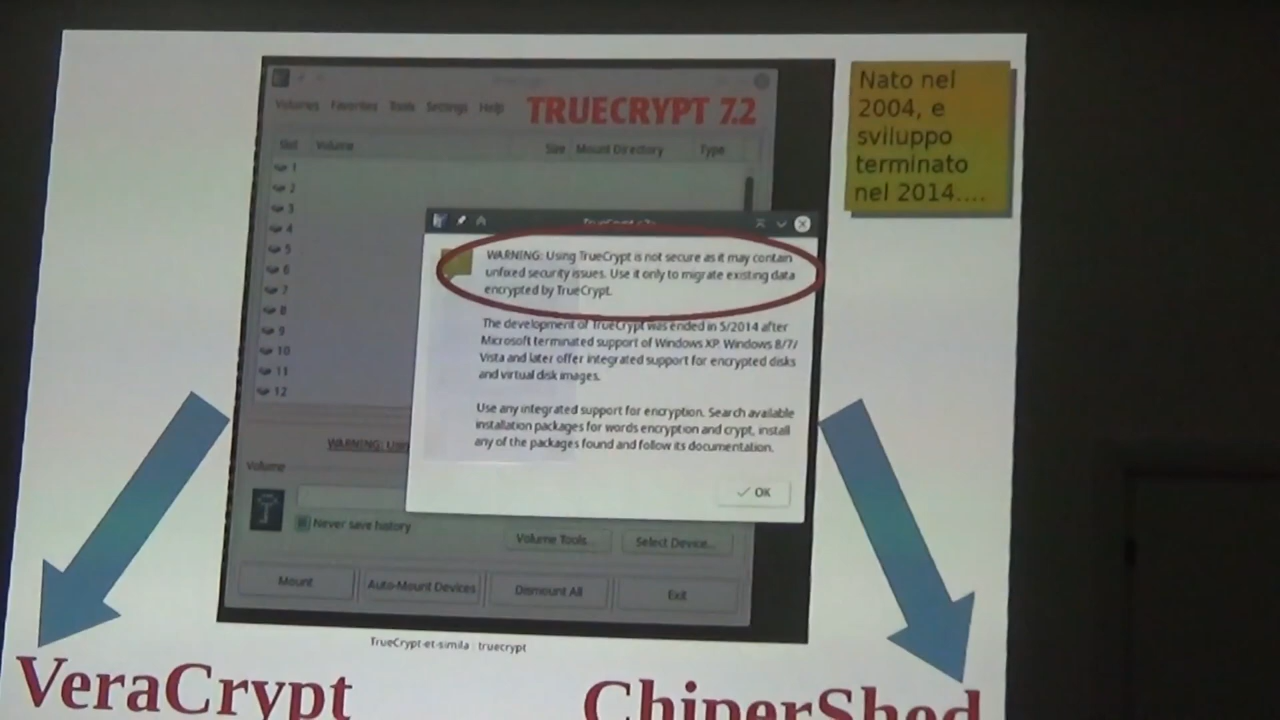 Nato nel
2004, e
sviluppo
terminato
nel 2014....
Volumes Favorites Tools Settings Help
TRUECRYPT 7.2
Slot Volume Size Mount Directory Type
1
2
3
4
5
6
7
8
9
10
11
12
WARNING: Using TrueCrypt is not secure as it may contain
unfixed security issues. Use it only to migrate existing data
encrypted by TrueCrypt.
The development of TrueCrypt was ended in 5/2014 after
Microsoft terminated support of Windows XP. Windows 8/7/
Vista and later offer integrated support for encrypted disks
and virtual disk images.
Use any integrated support for encryption. Search available
installation packages for words encryption and crypt, install
any of the packages found and follow its documentation.
OK
WARNING: Using
Volume
Never save history
Volume Tools... Select Device...
Mount Auto-Mount Devices Dismount All Exit
TrueCrypt-et-simila : truecrypt
VeraCrypt ChiperShed